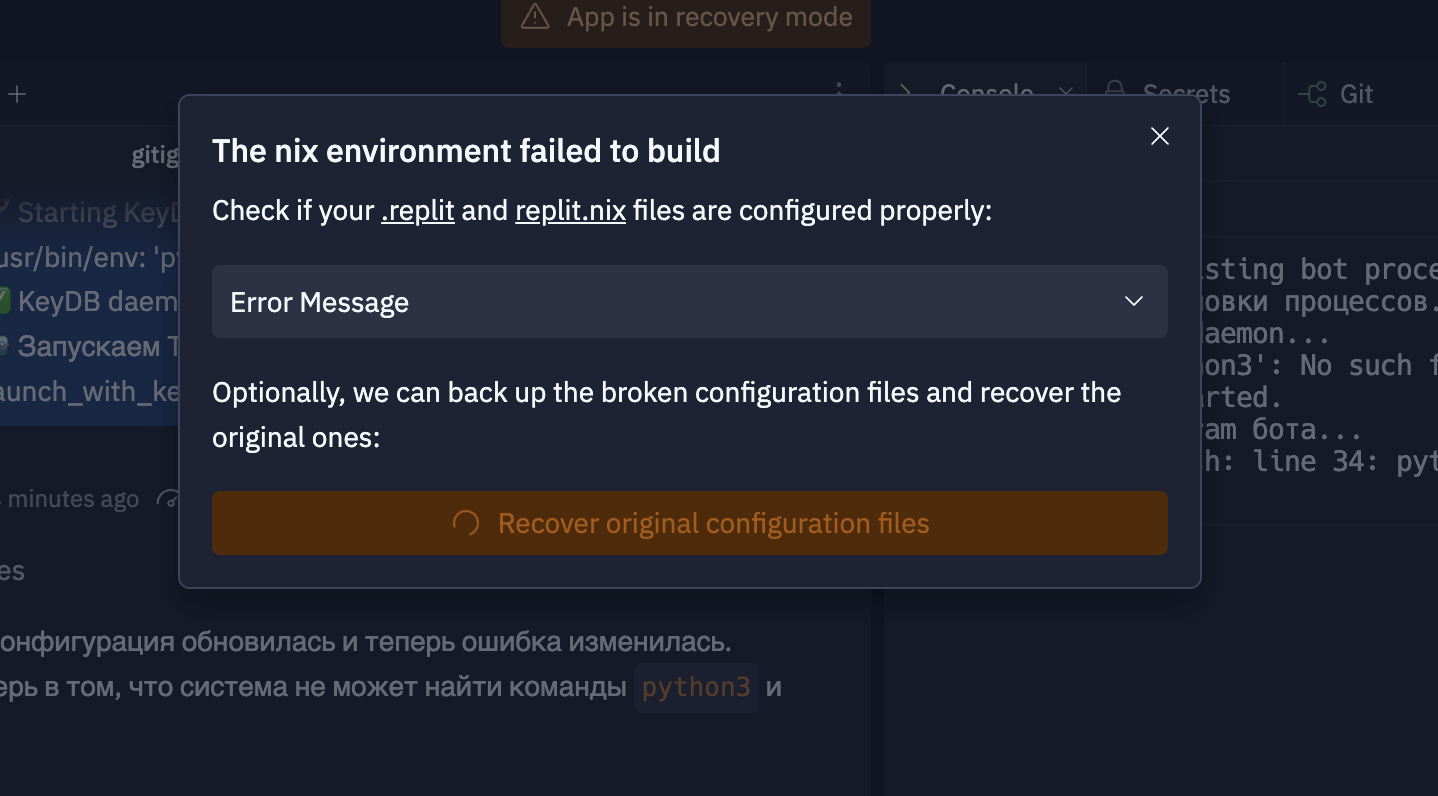 App is in recovery mode
Console
Secrets
Git
The nix environment failed to build
Check if your .replit and replit.nix files are configured properly:
Error Message
Optionally, we can back up the broken configuration files and recover the
original ones:
Recover original configuration files
gitig
Starting KeyD
usr/bin/env: 'p
KeyDB daem
Запускаем T
aunch_with_ke
minutes ago
es
онфигурация обновилась и теперь ошибка изменилась.
ерь в том, что система не может найти команды python3 и
sting bot proce
овки процессов.
daemon...
on3': No such f
rted.
ram бота...
h: line 34: pyt